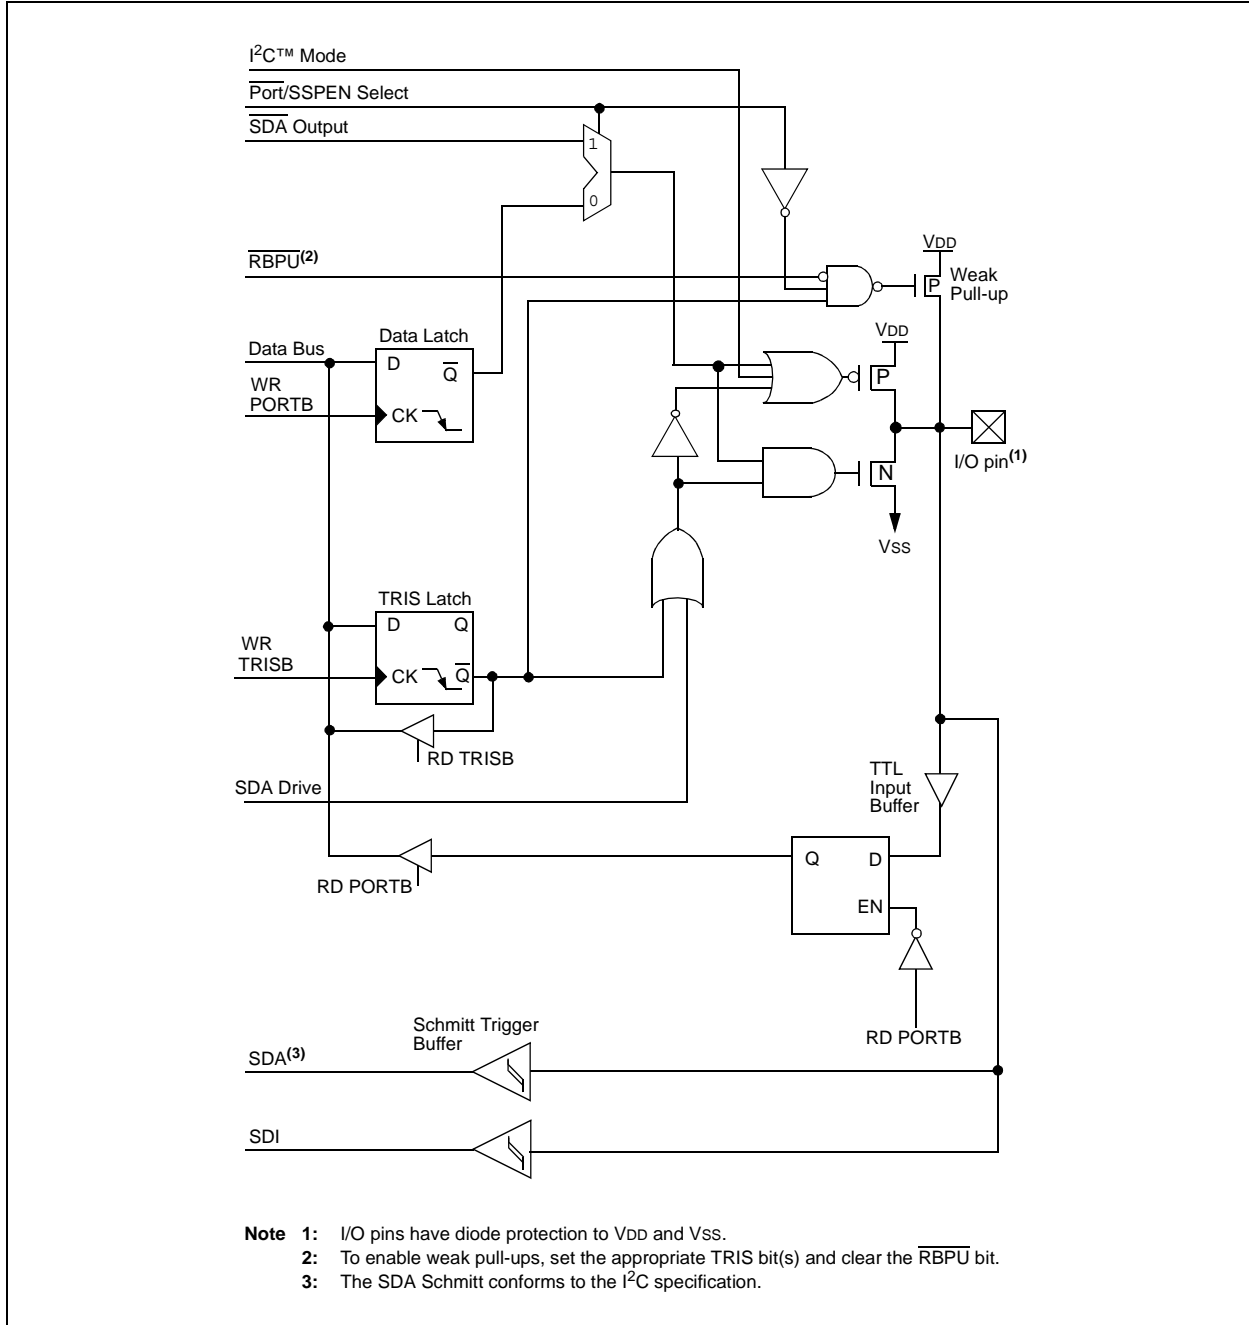 I²C™ Mode
Port/SSPEN Select
SDA Output
1
0
RBPU(2)
VDD
P
Weak
Pull-up
Data Latch
VDD
Data Bus
D
Q
P
WR
PORTB
CK
I/O pin(1)
N
VSS
TRIS Latch
D
Q
WR
TRISB
CK
Q
RD TRISB
TTL
Input
Buffer
SDA Drive
Q
D
RD PORTB
EN
Schmitt Trigger
Buffer
RD PORTB
SDA(3)
SDI
Note 1: I/O pins have diode protection to VDD and VSS.
2: To enable weak pull-ups, set the appropriate TRIS bit(s) and clear the RBPU bit.
3: The SDA Schmitt conforms to the I²C specification.